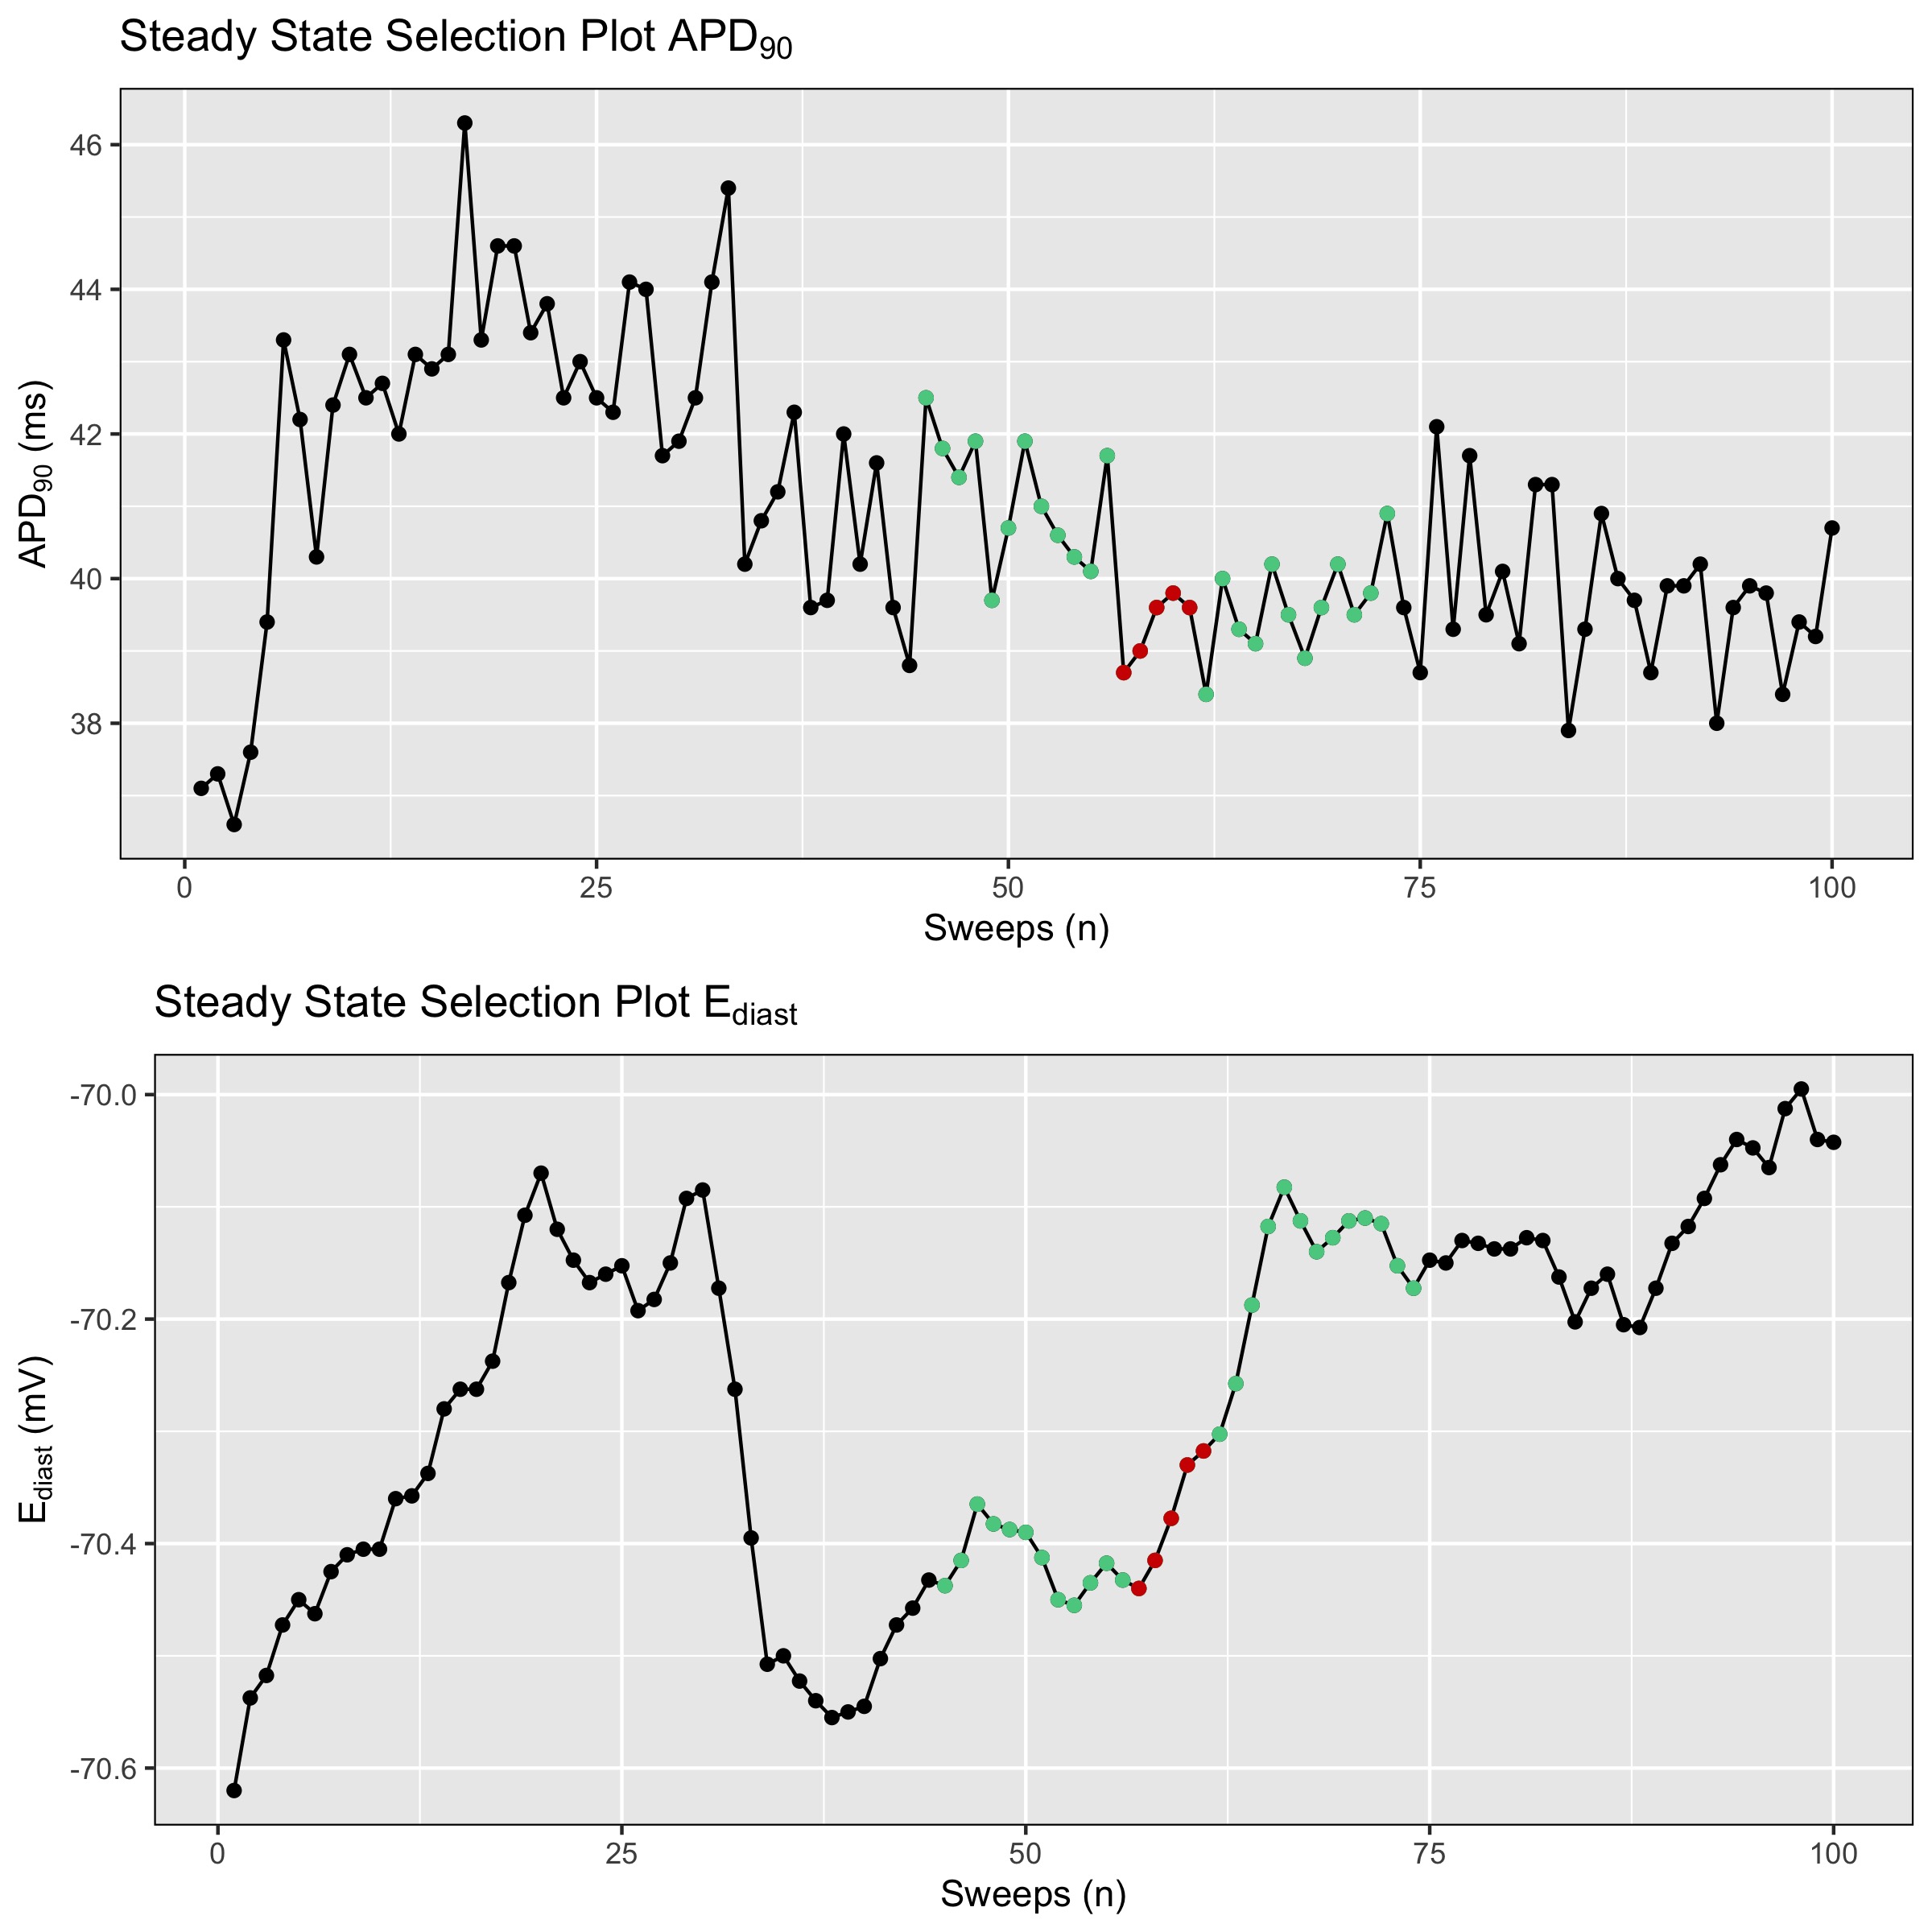 Steady State Selection Plot APD90
APD90 (ms)
46
44
42
40
38
0 25 50 75 100
Sweeps (n)
Steady State Selection Plot Ediast
Ediast (mV)
-70.0
-70.2
-70.4
-70.6
0 25 50 75 100
Sweeps (n)